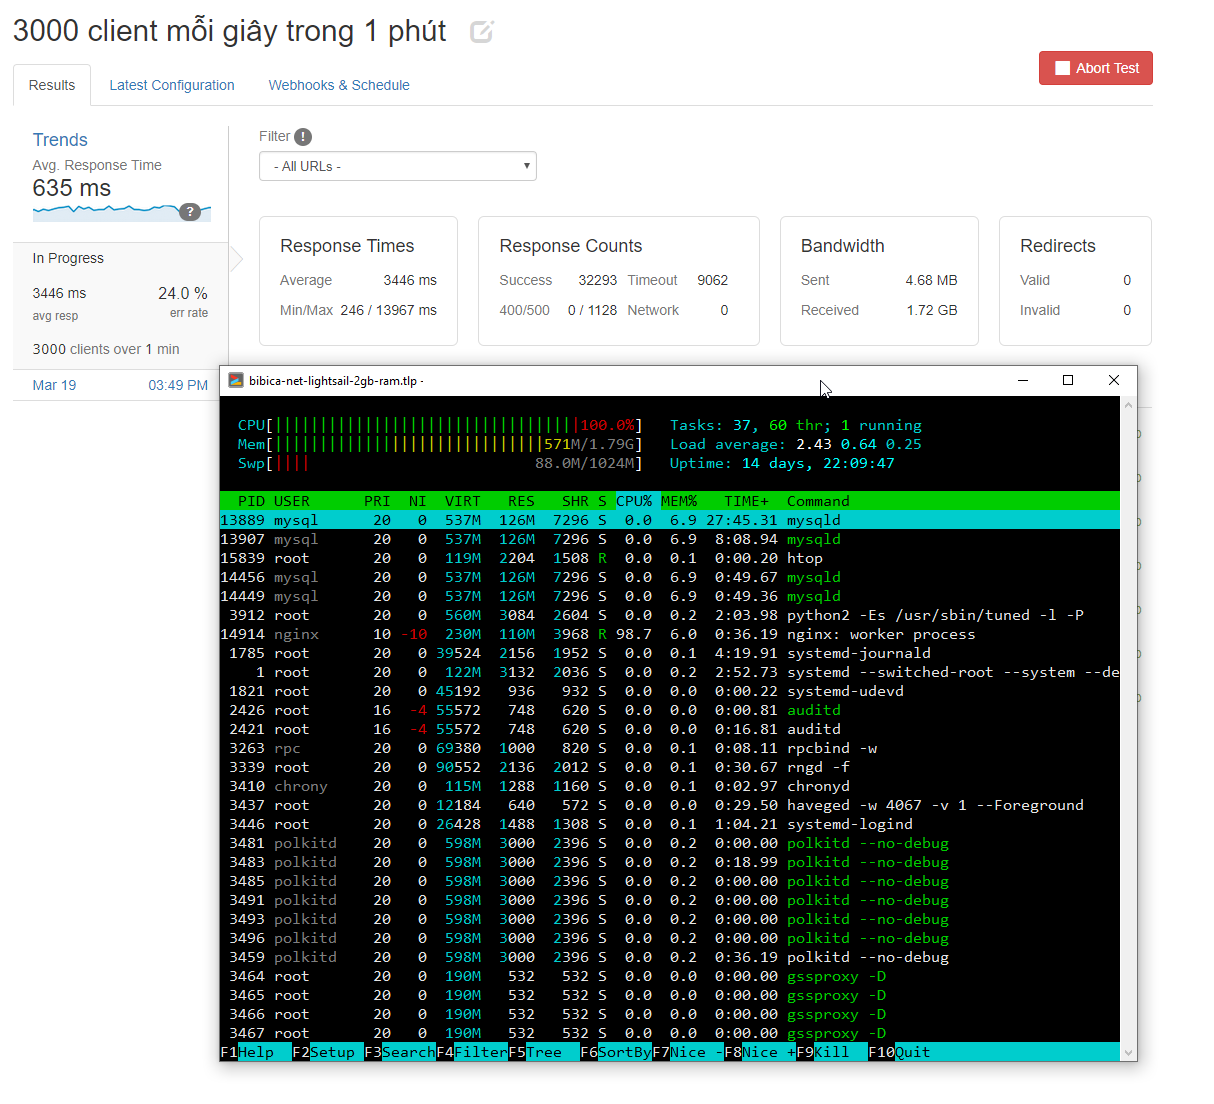 3000 client mỗi giây trong 1 phút
Abort Test
Results Latest Configuration Webhooks & Schedule
Trends
Avg. Response Time
635 ms
?
In Progress
3446 ms 24.0 %
avg resp err rate
3000 clients over 1 min
Mar 19 03:49 PM
Filter !
- All URLs -
Response Times
Average 3446 ms
Min/Max 246 / 13967 ms
Response Counts
Success 32293 Timeout 9062
400/500 0 / 1128 Network 0
Bandwidth
Sent 4.68 MB
Received 1.72 GB
Redirects
Valid 0
Invalid 0
bibica-net-lightsail-2gb-ram.tlp -
CPU[||||||||||||||||||||||||||||||||||100.0%] Tasks: 37, 60 thr; 1 running
Mem[||||||||||||||||||||||||||||||571M/1.79G] Load average: 2.43 0.64 0.25
Swp[|||| 88.0M/1024M] Uptime: 14 days, 22:09:47
PID USER PRI NI VIRT RES SHR S CPU% MEM% TIME+ Command
13889 mysql 20 0 537M 126M 7296 S 0.0 6.9 27:45.31 mysqld
13907 mysql 20 0 537M 126M 7296 S 0.0 6.9 8:08.94 mysqld
15839 root 20 0 119M 2204 1508 R 0.0 0.1 0:00.20 htop
14456 mysql 20 0 537M 126M 7296 S 0.0 6.9 0:49.67 mysqld
14449 mysql 20 0 537M 126M 7296 S 0.0 6.9 0:49.36 mysqld
3912 root 20 0 560M 3084 2604 S 0.0 0.2 2:03.98 python2 -Es /usr/sbin/tuned -l -P
14914 nginx 10 -10 230M 110M 3968 R 98.7 6.0 0:36.19 nginx: worker process
1785 root 20 0 39524 2156 1952 S 0.0 0.1 4:19.91 systemd-journald
1 root 20 0 122M 3132 2036 S 0.0 0.2 2:52.73 systemd --switched-root --system --de
1821 root 20 0 45192 936 932 S 0.0 0.0 0:00.22 systemd-udevd
2426 root 16 -4 55572 748 620 S 0.0 0.0 0:00.81 auditd
2421 root 16 -4 55572 748 620 S 0.0 0.0 0:16.81 auditd
3263 rpc 20 0 69380 1000 820 S 0.0 0.1 0:08.11 rpcbind -w
3339 root 20 0 90552 2136 2012 S 0.0 0.1 0:30.67 rngd -f
3410 chrony 20 0 115M 1288 1160 S 0.0 0.1 0:02.97 chronyd
3437 root 20 0 12184 640 572 S 0.0 0.0 0:29.50 haveged -w 4067 -v 1 --Foreground
3446 root 20 0 26428 1488 1308 S 0.0 0.1 1:04.21 systemd-logind
3481 polkitd 20 0 598M 3000 2396 S 0.0 0.2 0:00.00 polkitd --no-debug
3483 polkitd 20 0 598M 3000 2396 S 0.0 0.2 0:18.99 polkitd --no-debug
3485 polkitd 20 0 598M 3000 2396 S 0.0 0.2 0:00.00 polkitd --no-debug
3491 polkitd 20 0 598M 3000 2396 S 0.0 0.2 0:00.00 polkitd --no-debug
3493 polkitd 20 0 598M 3000 2396 S 0.0 0.2 0:00.00 polkitd --no-debug
3496 polkitd 20 0 598M 3000 2396 S 0.0 0.2 0:00.00 polkitd --no-debug
3459 polkitd 20 0 598M 3000 2396 S 0.0 0.2 0:36.19 polkitd --no-debug
3464 root 20 0 190M 532 532 S 0.0 0.0 0:00.00 gssproxy -D
3465 root 20 0 190M 532 532 S 0.0 0.0 0:00.00 gssproxy -D
3466 root 20 0 190M 532 532 S 0.0 0.0 0:00.00 gssproxy -D
3467 root 20 0 190M 532 532 S 0.0 0.0 0:00.00 gssproxy -D
F1Help F2Setup F3SearchF4FilterF5Tree F6SortByF7Nice -F8Nice +F9Kill F10Quit